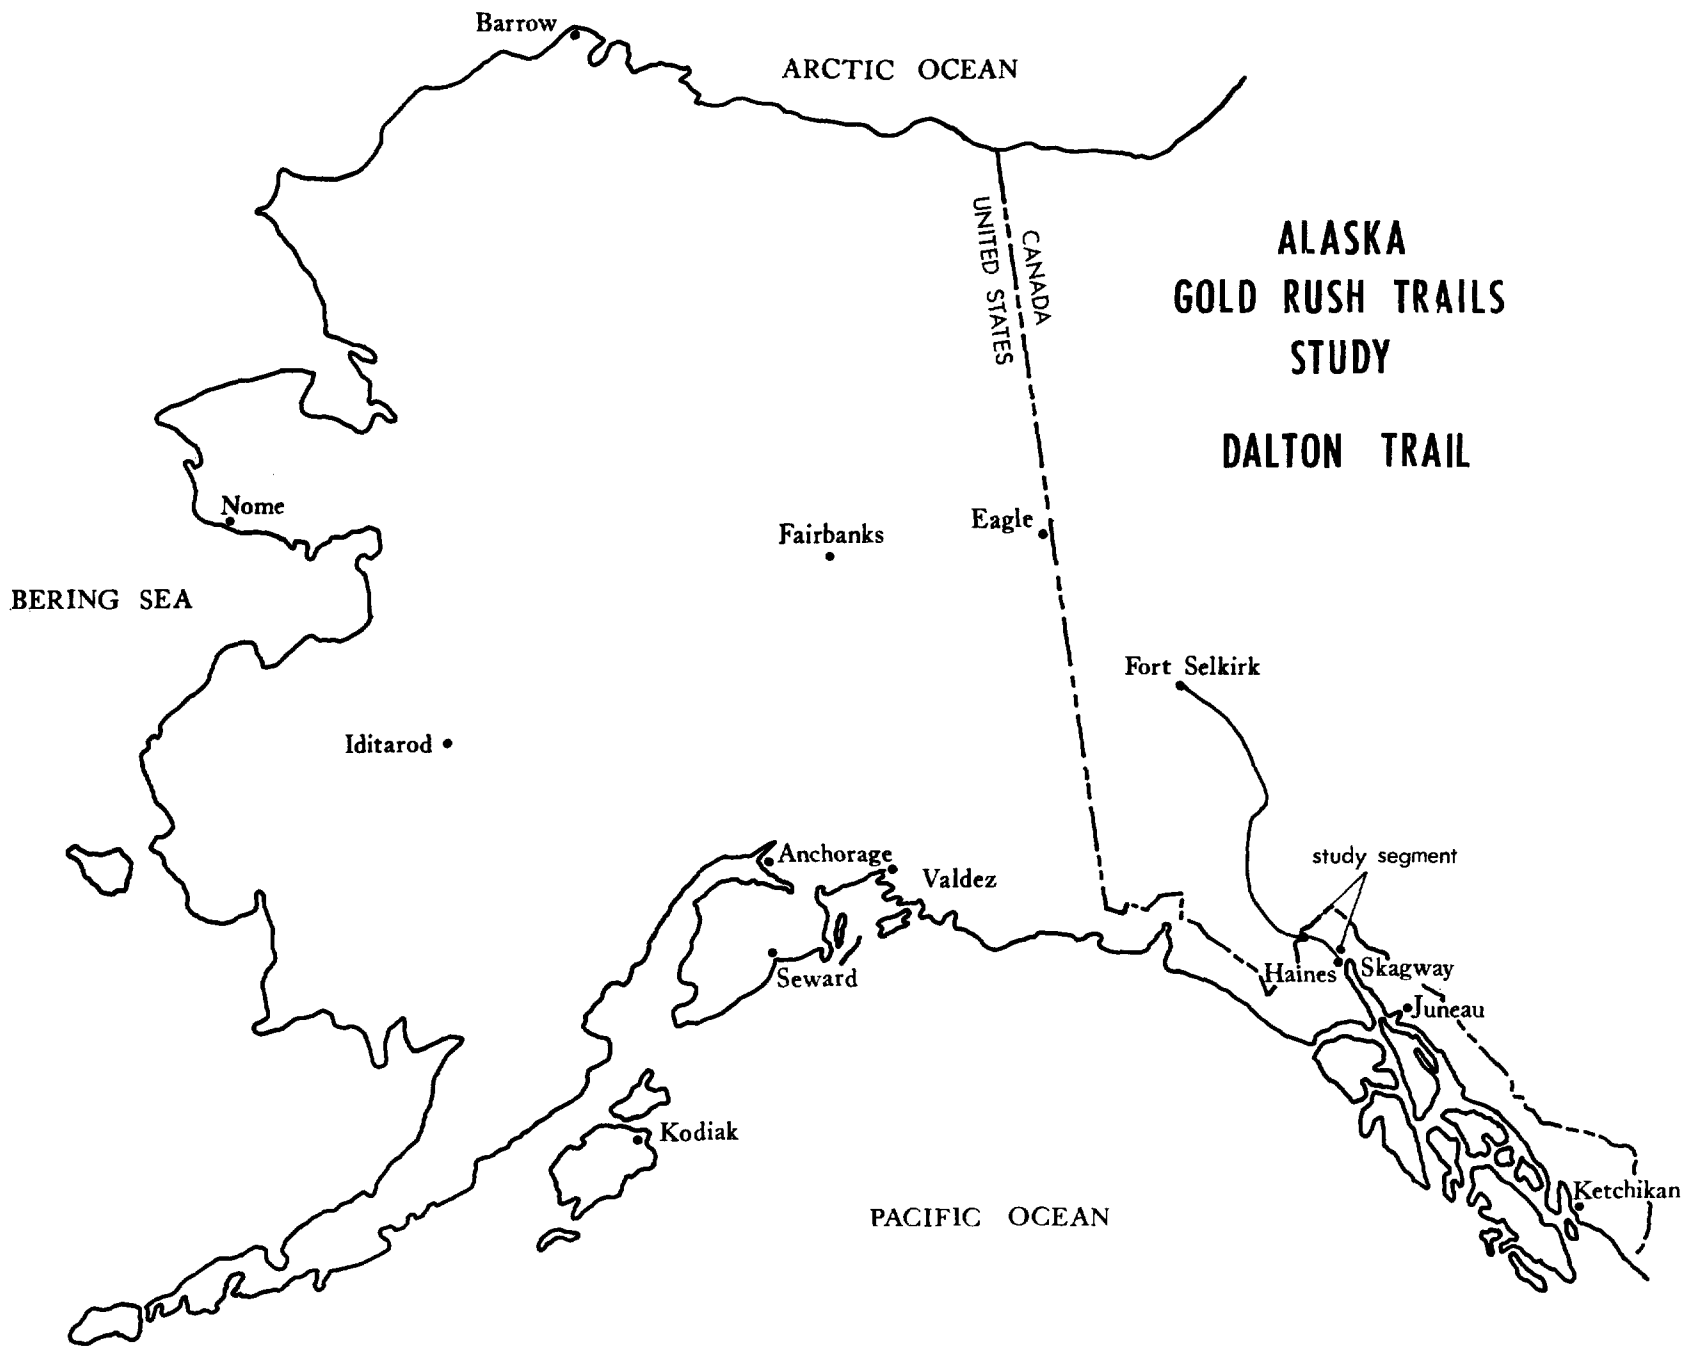 Barrow
ARCTIC OCEAN
UNITED STATES
CANADA
ALASKA
GOLD RUSH TRAILS
STUDY
DALTON TRAIL
Nome
Fairbanks
Eagle
BERING SEA
Fort Selkirk
Iditarod
Anchorage
Valdez
study segment
Seward
Haines
Skagway
Juneau
Kodiak
Ketchikan
PACIFIC OCEAN